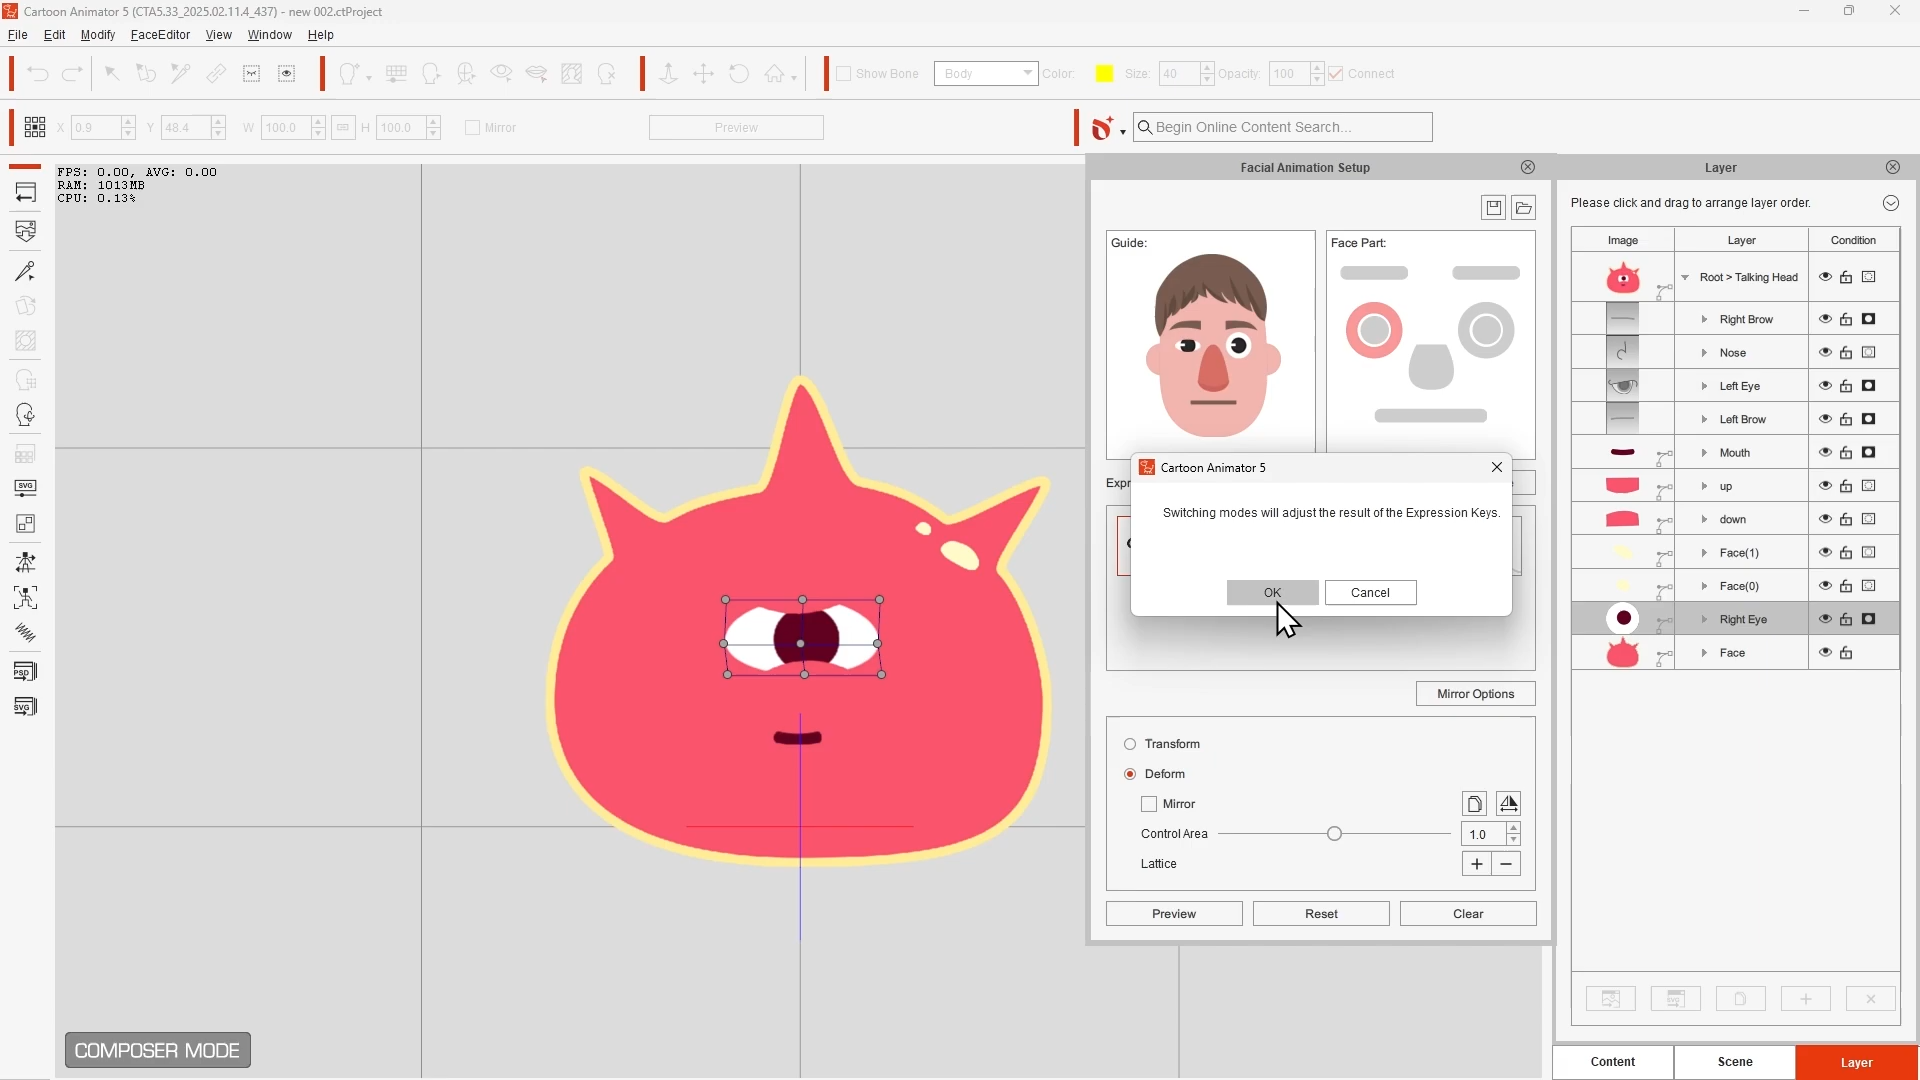 Cartoon Animator 5 (CTA5.33_2025.02.11.4_437) - new 002.ctProject
File Edit Modify FaceEditor View Window Help
Show Bone Body Color: Size: 40 Opacity: 100 Connect
X 0.9 Y 48.4 W 100.0 H 100.0 Mirror Preview Begin Online Content Search...
FPS: 0.00, AVG: 0.00
RAM: 1013MB
CPU: 0.13%
Facial Animation Setup
Guide:
Face Part:
Expr
Cartoon Animator 5
Switching modes will adjust the result of the Expression Keys.
OK Cancel
Mirror Options
Transform
Deform
Mirror
Control Area 1.0
Lattice
Preview Reset Clear
Layer
Please click and drag to arrange layer order.
Image Layer Condition
Root > Talking Head
Right Brow
Nose
Left Eye
Left Brow
Mouth
up
down
Face(1)
Face(0)
Right Eye
Face
SVG
PSD
SVG
SVG
COMPOSER MODE
Content Scene Layer